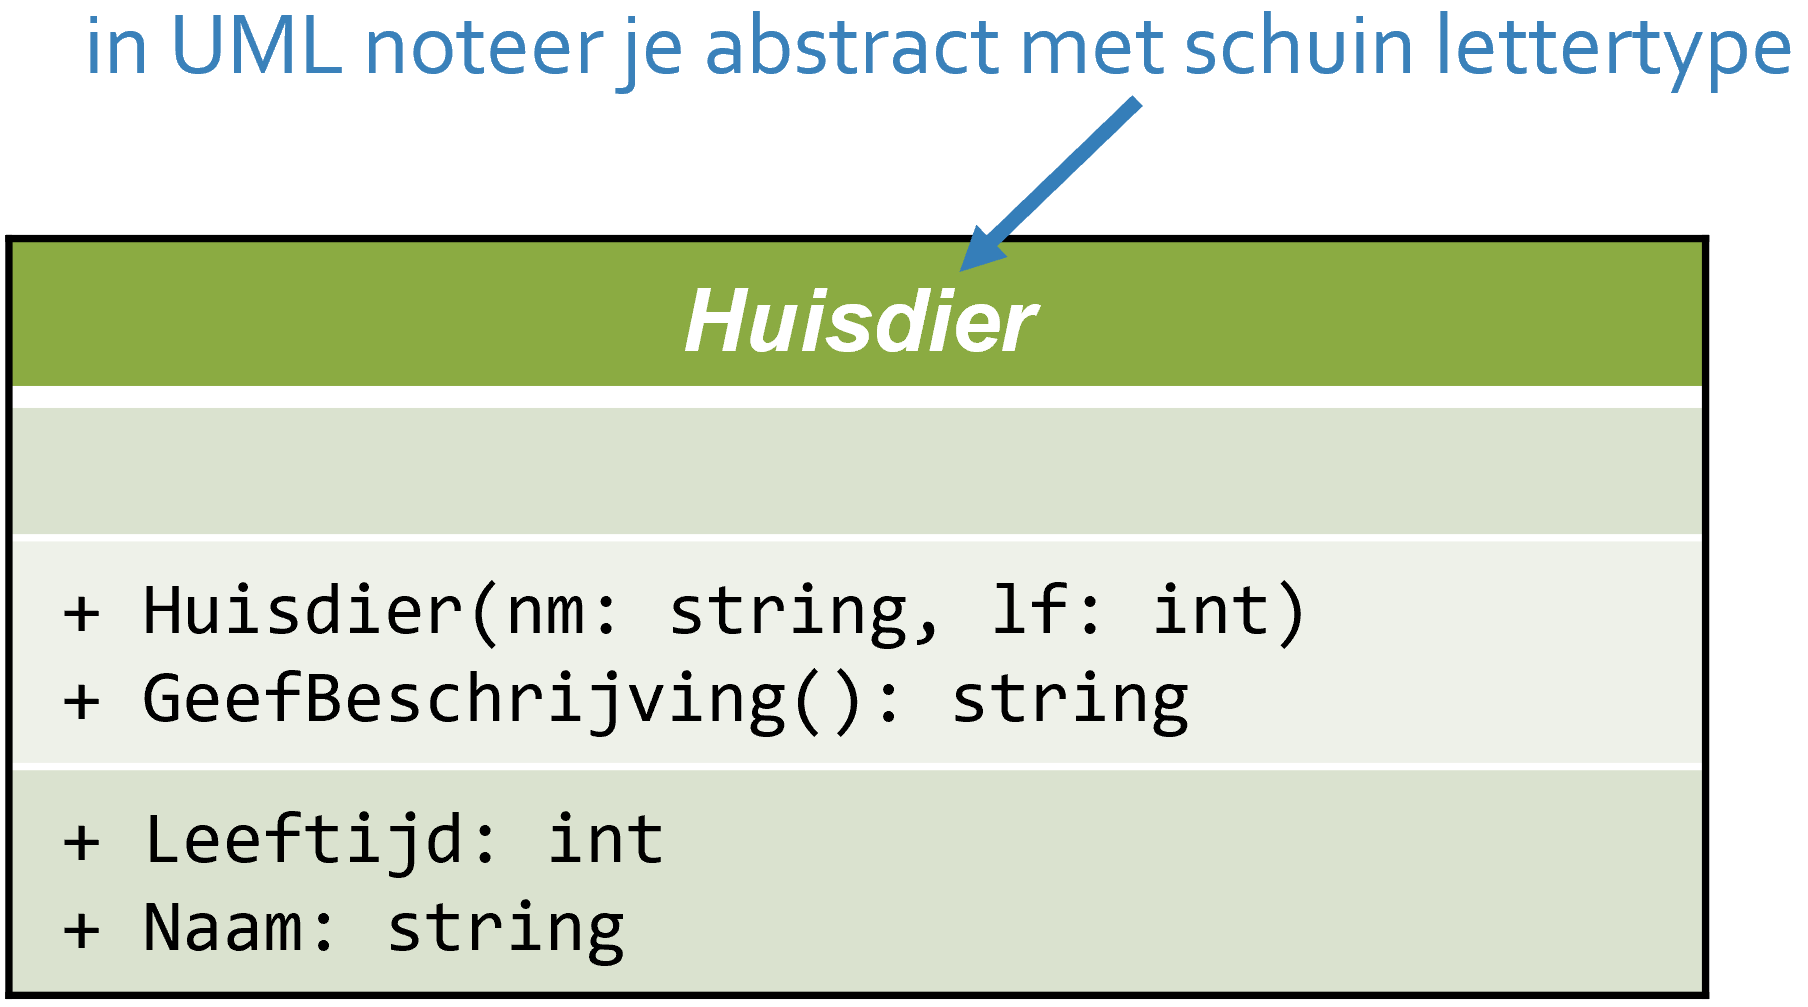 in UML noteer je abstract met schuin lettertype
Huisdier
+ Huisdier(nm: string, lf: int)
+ GeefBeschrijving(): string
+ Leeftijd: int
+ Naam: string